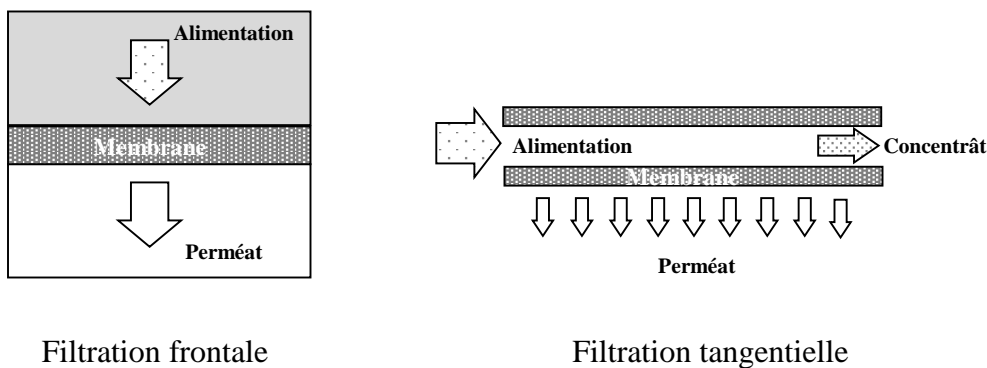 Alimentation
Membrane
Perméat
Alimentation
Concentrât
Membrane
Perméat
Filtration frontale
Filtration tangentielle